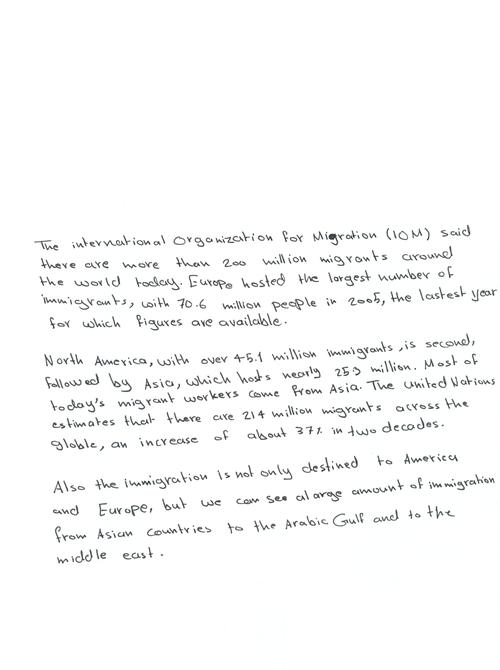 The international Organization for Migration (IOM) said
there are more than 200 million migrants around
the world today. Europe hosted the largest number of
immigrants, with 70.6 million people in 2005, the lastest year
for which figures are available.
North America, with over 45.1 million immigrants, is second,
followed by Asia, which hosts nearly 25.3 million. Most of
today's migrant workers come from Asia. The United Nations
estimates that there are 214 million migrants across the
globle, an increase of about 37% in two decades.
Also the immigration is not only destined to America
and Europe, but we can see a large amount of immigration
from Asian countries to the Arabic Gulf and to the
middle east.